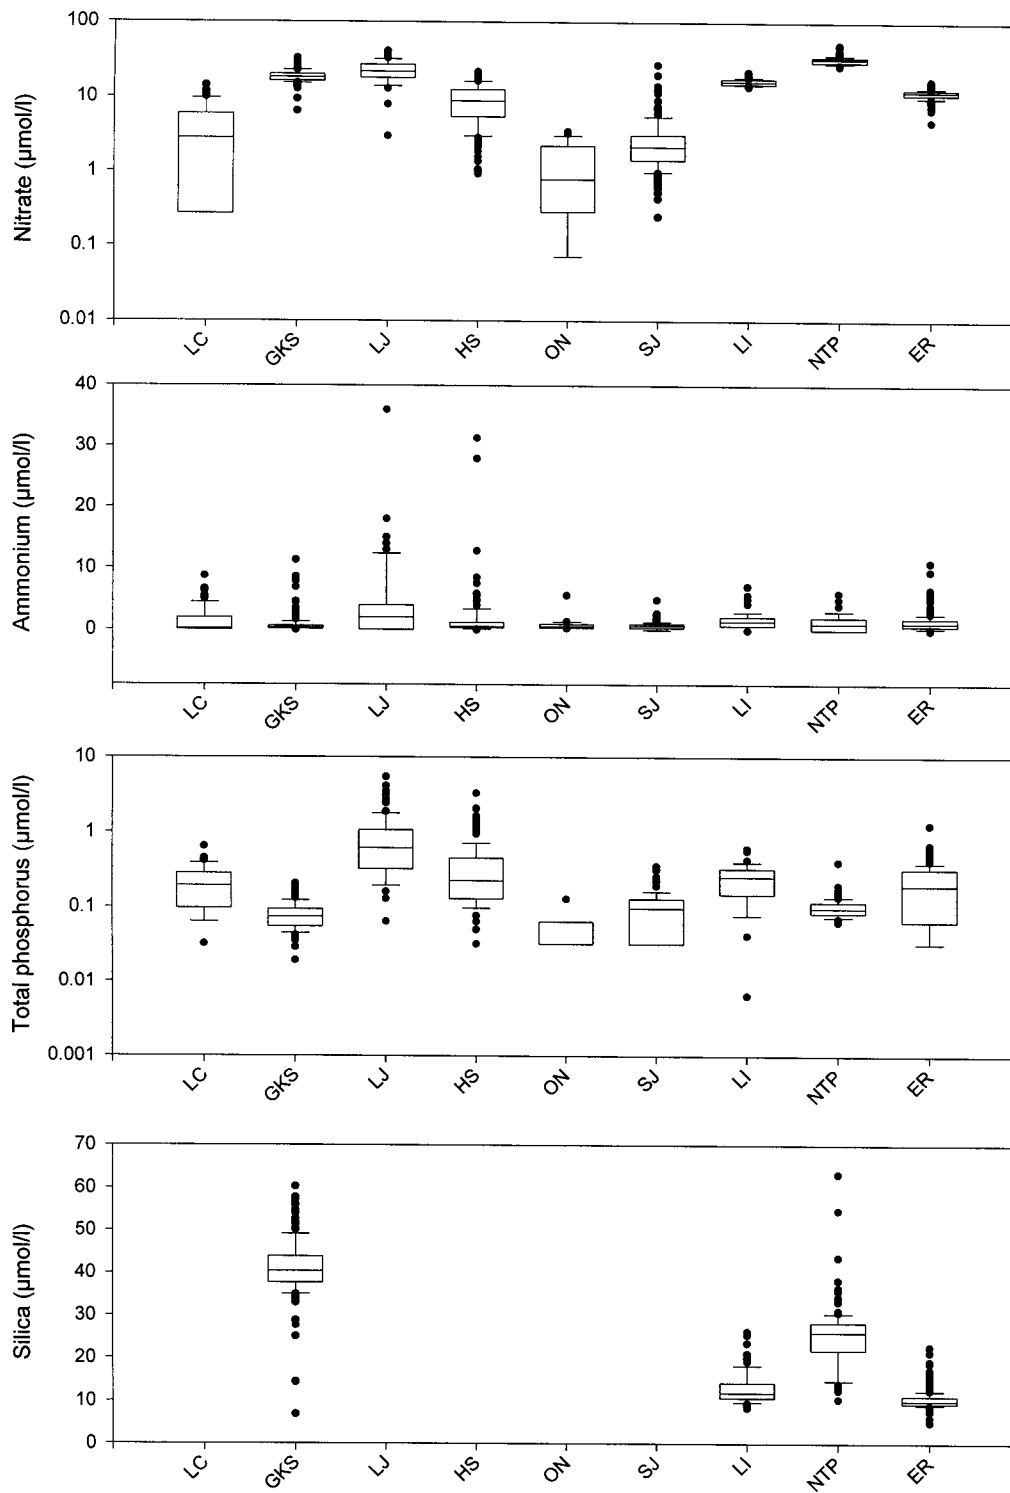 Nitrate (µmol/l)
100
10
1
0.1
0.01
LC GKS LJ HS ON SJ LI NTP ER
Ammonium (µmol/l)
40
30
20
10
0
LC GKS LJ HS ON SJ LI NTP ER
Total phosphorus (µmol/l)
10
1
0.1
0.01
0.001
LC GKS LJ HS ON SJ LI NTP ER
Silica (µmol/l)
70
60
50
40
30
20
10
0
LC GKS LJ HS ON SJ LI NTP ER